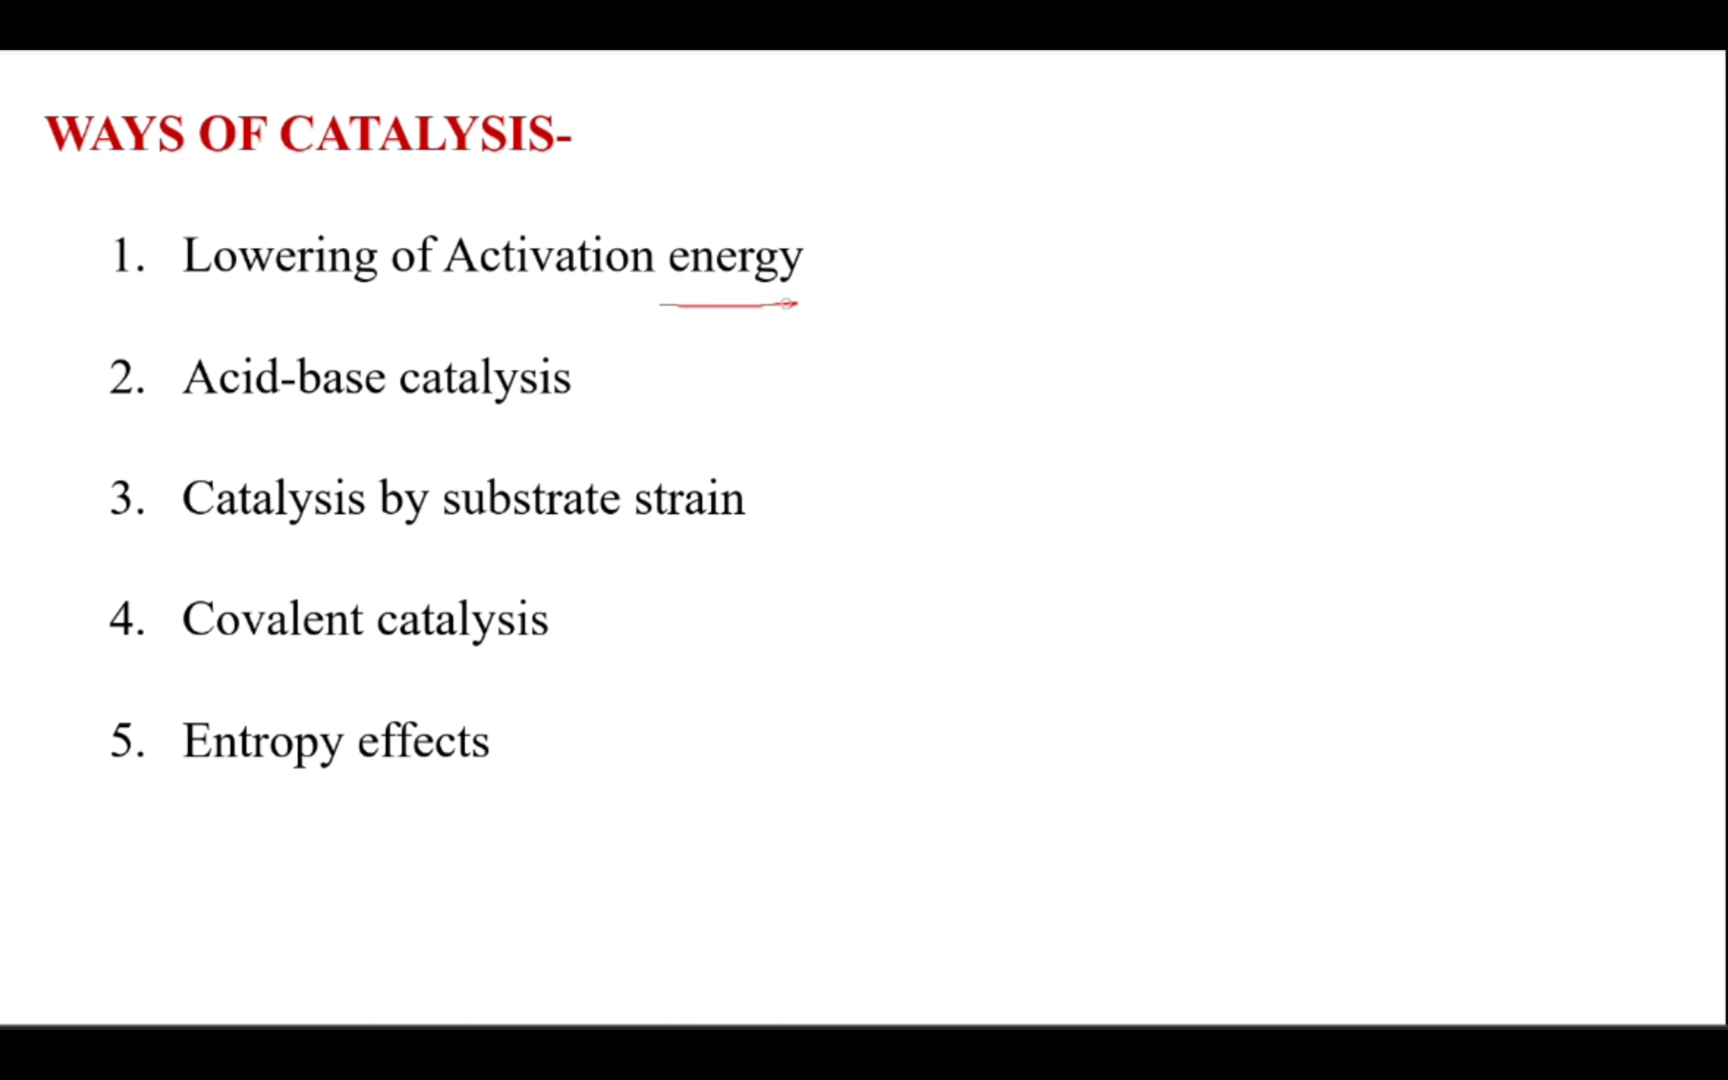 WAYS OF CATALYSIS-
1. Lowering of Activation energy
2. Acid-base catalysis
3. Catalysis by substrate strain
4. Covalent catalysis
5. Entropy effects